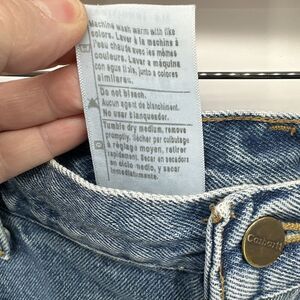 Machine wash warm with like
colors. Laver à la machine à
l'eau chaude avec les mêmes
couleurs. Lavar a máquina
con agua tibia, junto a colores
similares.
Do not bleach.
Aucun agent de blanchiment.
No usar blanqueador.
Tumble dry medium, remove
promptly. Sécher par culbutage
à réglage moyen, retirer
rapidement. Secar en secadora
en ciclo medio, y sacar
inmediatamente.
Carhartt